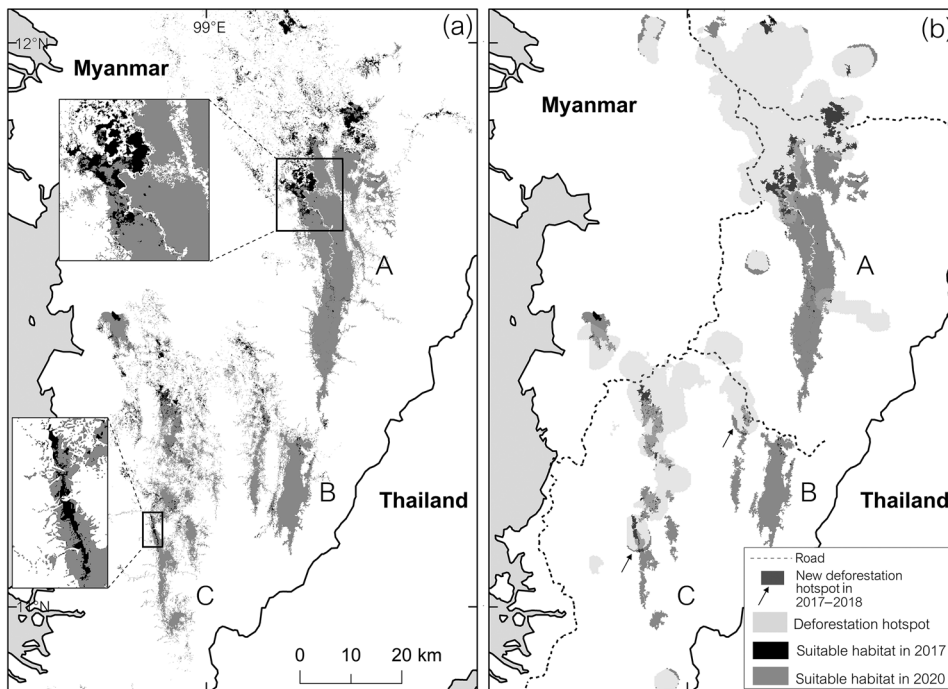 99°E
(a)
12°N
Myanmar
A
B
Thailand
C
0 10 20 km
(b)
Myanmar
A
B
Thailand
C
Road
New deforestation
hotspot in
2017–2018
Deforestation hotspot
Suitable habitat in 2017
Suitable habitat in 2020